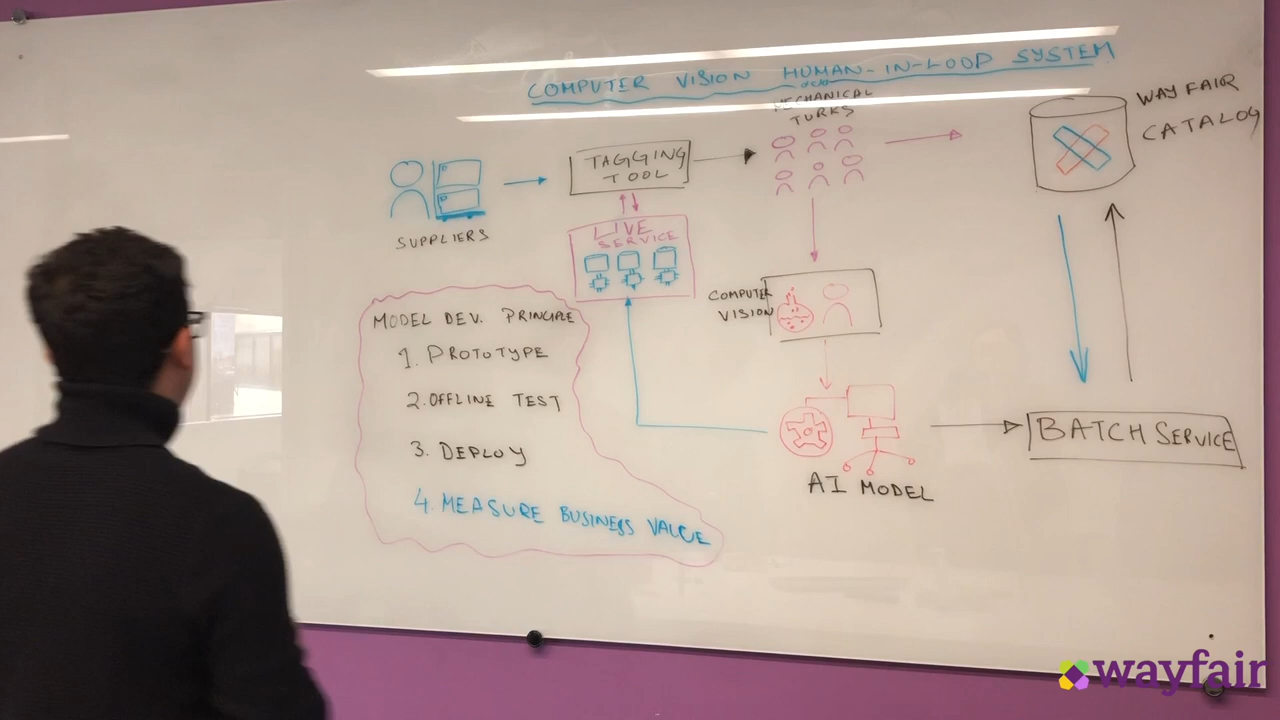 COMPUTER VISION HUMAN-IN-LOOP SYSTEM
MECHANICAL
TURKS
WAYFAIR
CATALOG
TAGGING
TOOL
SUPPLIERS
LIVE
SERVICE
COMPUTER
VISION
MODEL DEV. PRINCIPLE
1. PROTOTYPE
2. OFFLINE TEST
3. DEPLOY
4. MEASURE BUSINESS VALUE
AI MODEL
BATCH SERVICE
wayfair